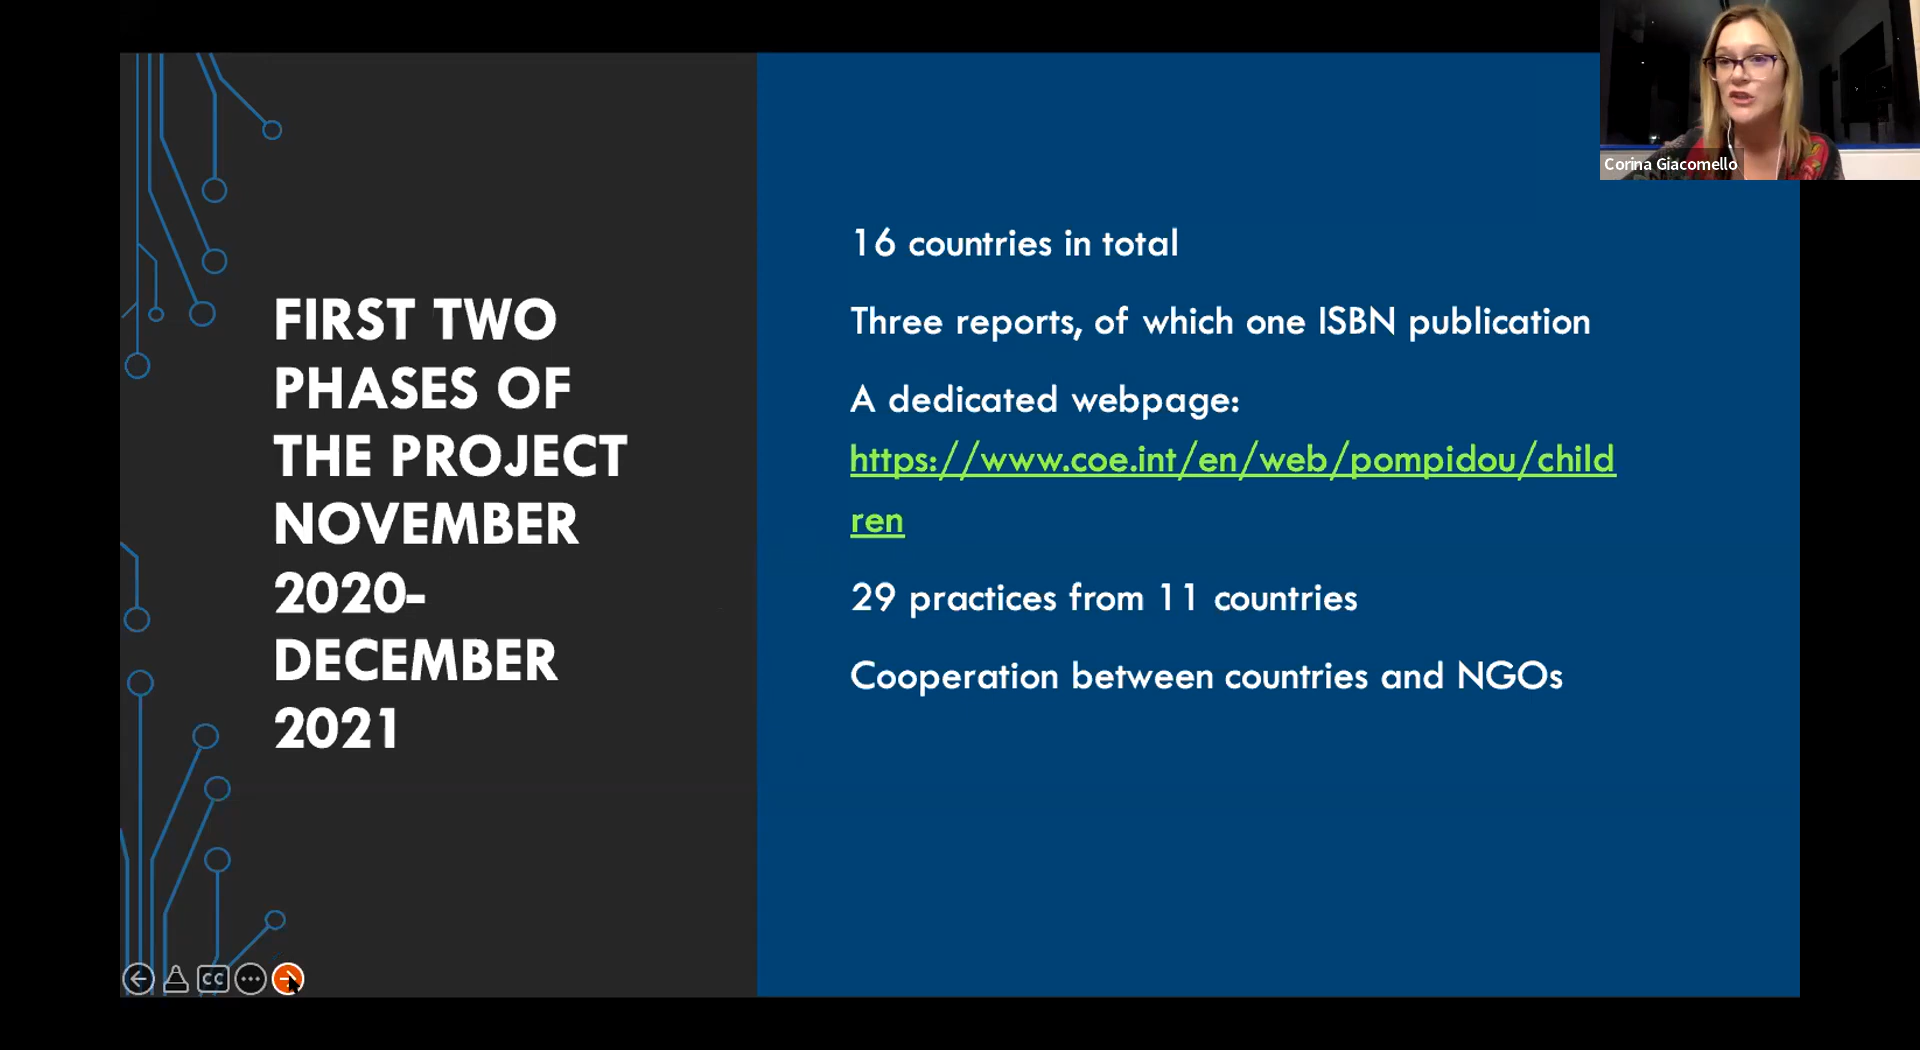 FIRST TWO
PHASES OF
THE PROJECT
NOVEMBER
2020-
DECEMBER
2021
16 countries in total
Three reports, of which one ISBN publication
A dedicated webpage:
https://www.coe.int/en/web/pompidou/child
ren
29 practices from 11 countries
Cooperation between countries and NGOs
Corina Giacomello
CC